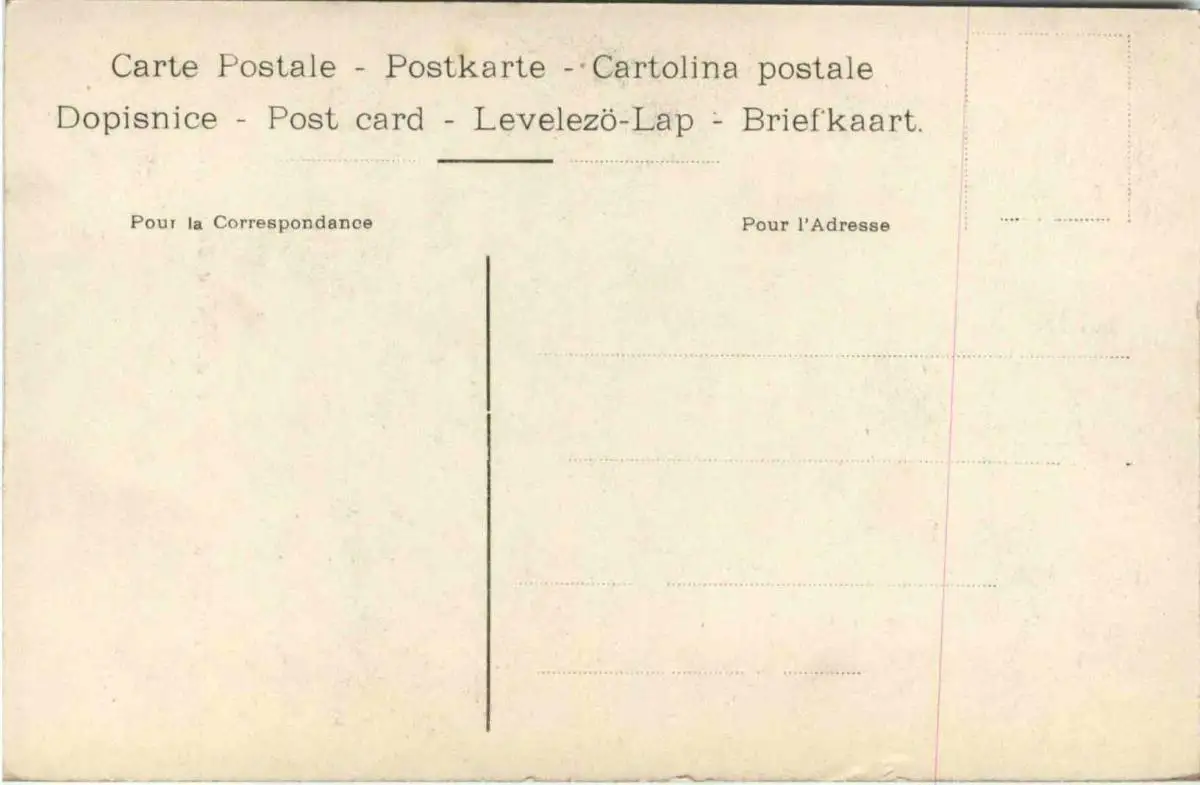 Carte Postale - Postkarte - Cartolina postale
Dopisnice - Post card - Levelezö-Lap - Briefkaart.
Pour la Correspondance
Pour l'Adresse